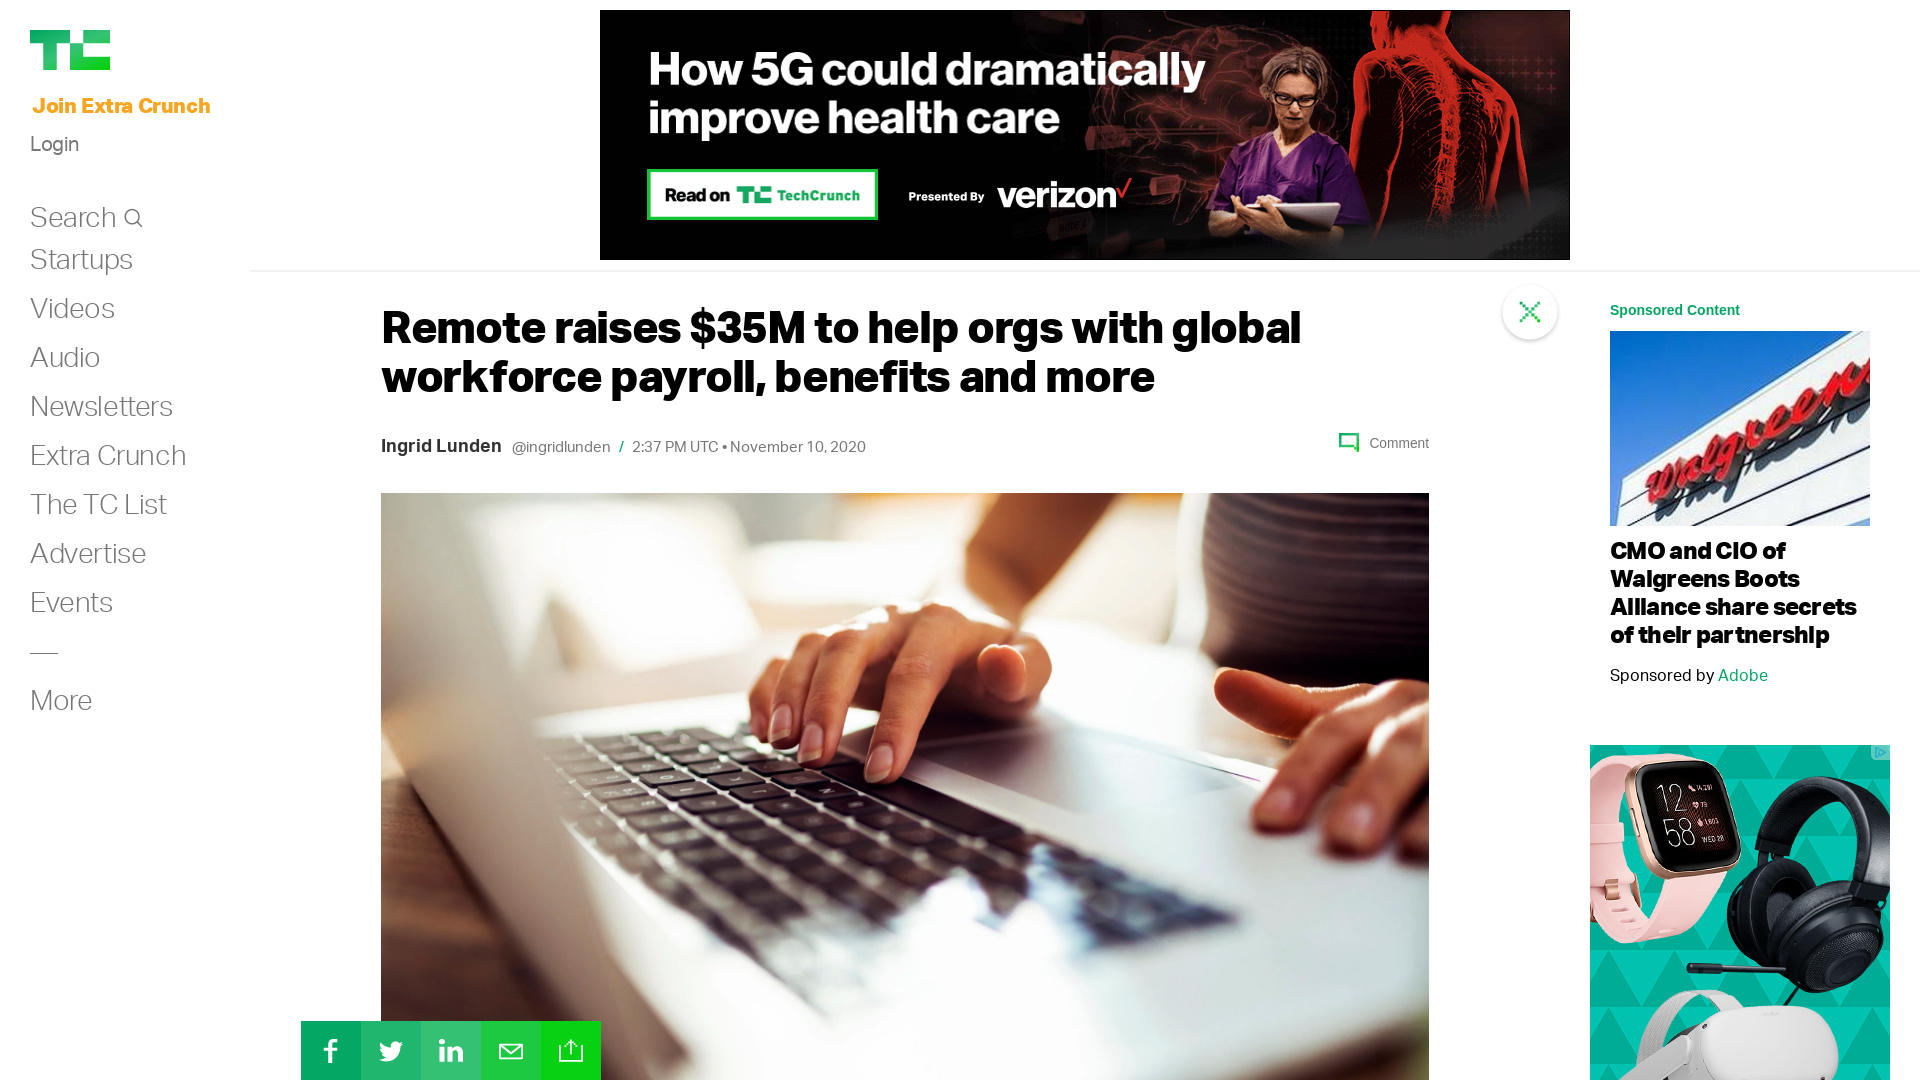 TC
Join Extra Crunch
Login
Search
Startups
Videos
Audio
Newsletters
Extra Crunch
The TC List
Advertise
Events
More
How 5G could dramatically
improve health care
Read on TC TechCrunch
Presented By verizon
Remote raises $35M to help orgs with global
workforce payroll, benefits and more
Ingrid Lunden @ingridlunden / 2:37 PM UTC • November 10, 2020
Comment
Sponsored Content
Walgreens
CMO and CIO of
Walgreens Boots
Alliance share secrets
of their partnership
Sponsored by Adobe
12
58
WED 28